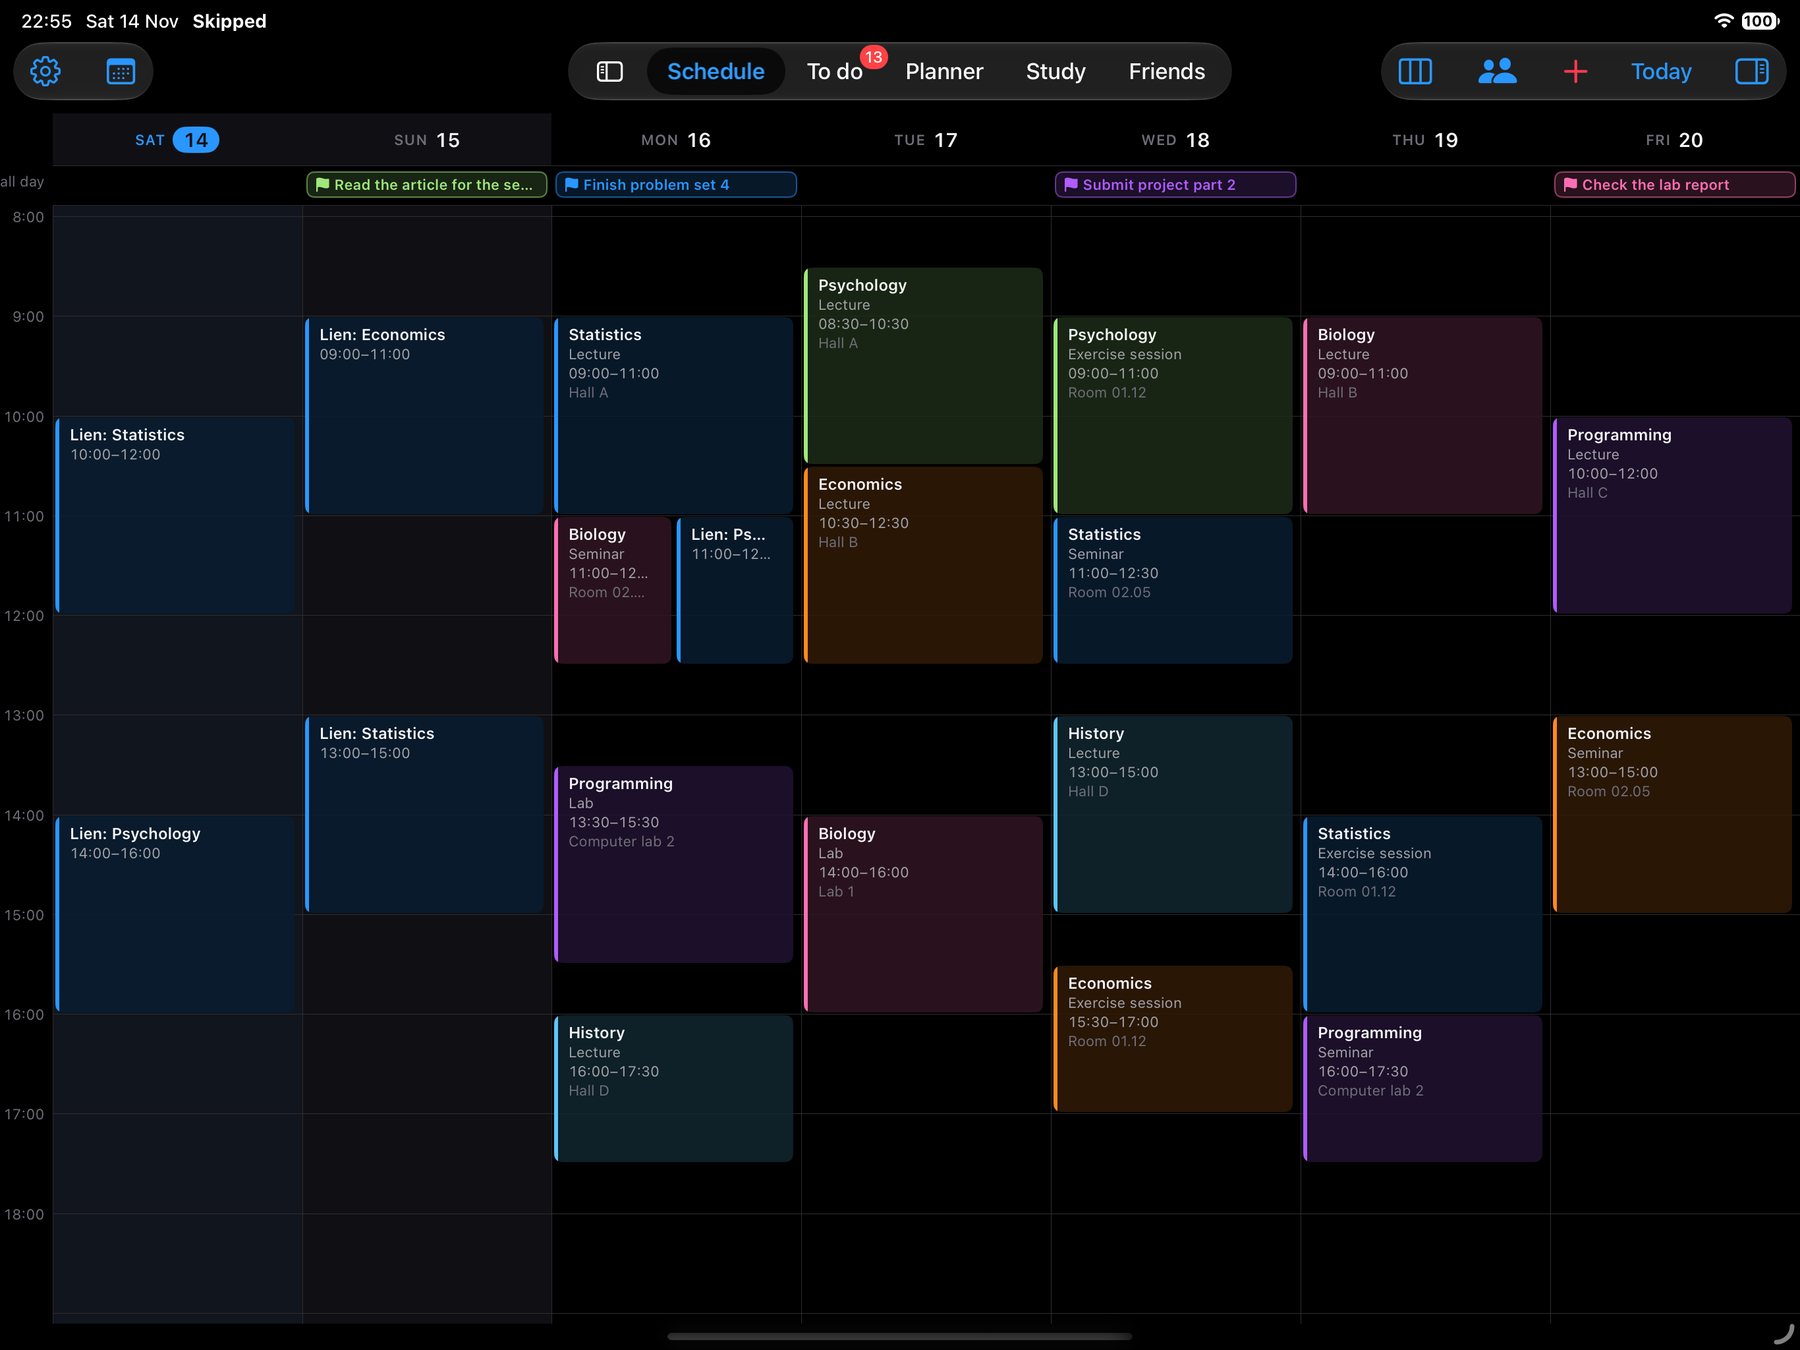 22:55 Sat 14 Nov Skipped
100
Schedule
To do
13
Planner
Study
Friends
Today
SAT 14
SUN 15
MON 16
TUE 17
WED 18
THU 19
FRI 20
all day
Read the article for the se...
Finish problem set 4
Submit project part 2
Check the lab report
8:00
9:00
10:00
11:00
12:00
13:00
14:00
15:00
16:00
17:00
18:00
Lien: Statistics
10:00–12:00
Lien: Psychology
14:00–16:00
Lien: Economics
09:00–11:00
Lien: Statistics
13:00–15:00
Statistics
Lecture
09:00–11:00
Hall A
Biology
Seminar
11:00–12...
Room 02....
Lien: Ps...
11:00–12...
Programming
Lab
13:30–15:30
Computer lab 2
History
Lecture
16:00–17:30
Hall D
Psychology
Lecture
08:30–10:30
Hall A
Economics
Lecture
10:30–12:30
Hall B
Biology
Lab
14:00–16:00
Lab 1
Psychology
Exercise session
09:00–11:00
Room 01.12
Statistics
Seminar
11:00–12:30
Room 02.05
History
Lecture
13:00–15:00
Hall D
Economics
Exercise session
15:30–17:00
Room 01.12
Biology
Lecture
09:00–11:00
Hall B
Statistics
Exercise session
14:00–16:00
Room 01.12
Programming
Seminar
16:00–17:30
Computer lab 2
Programming
Lecture
10:00–12:00
Hall C
Economics
Seminar
13:00–15:00
Room 02.05